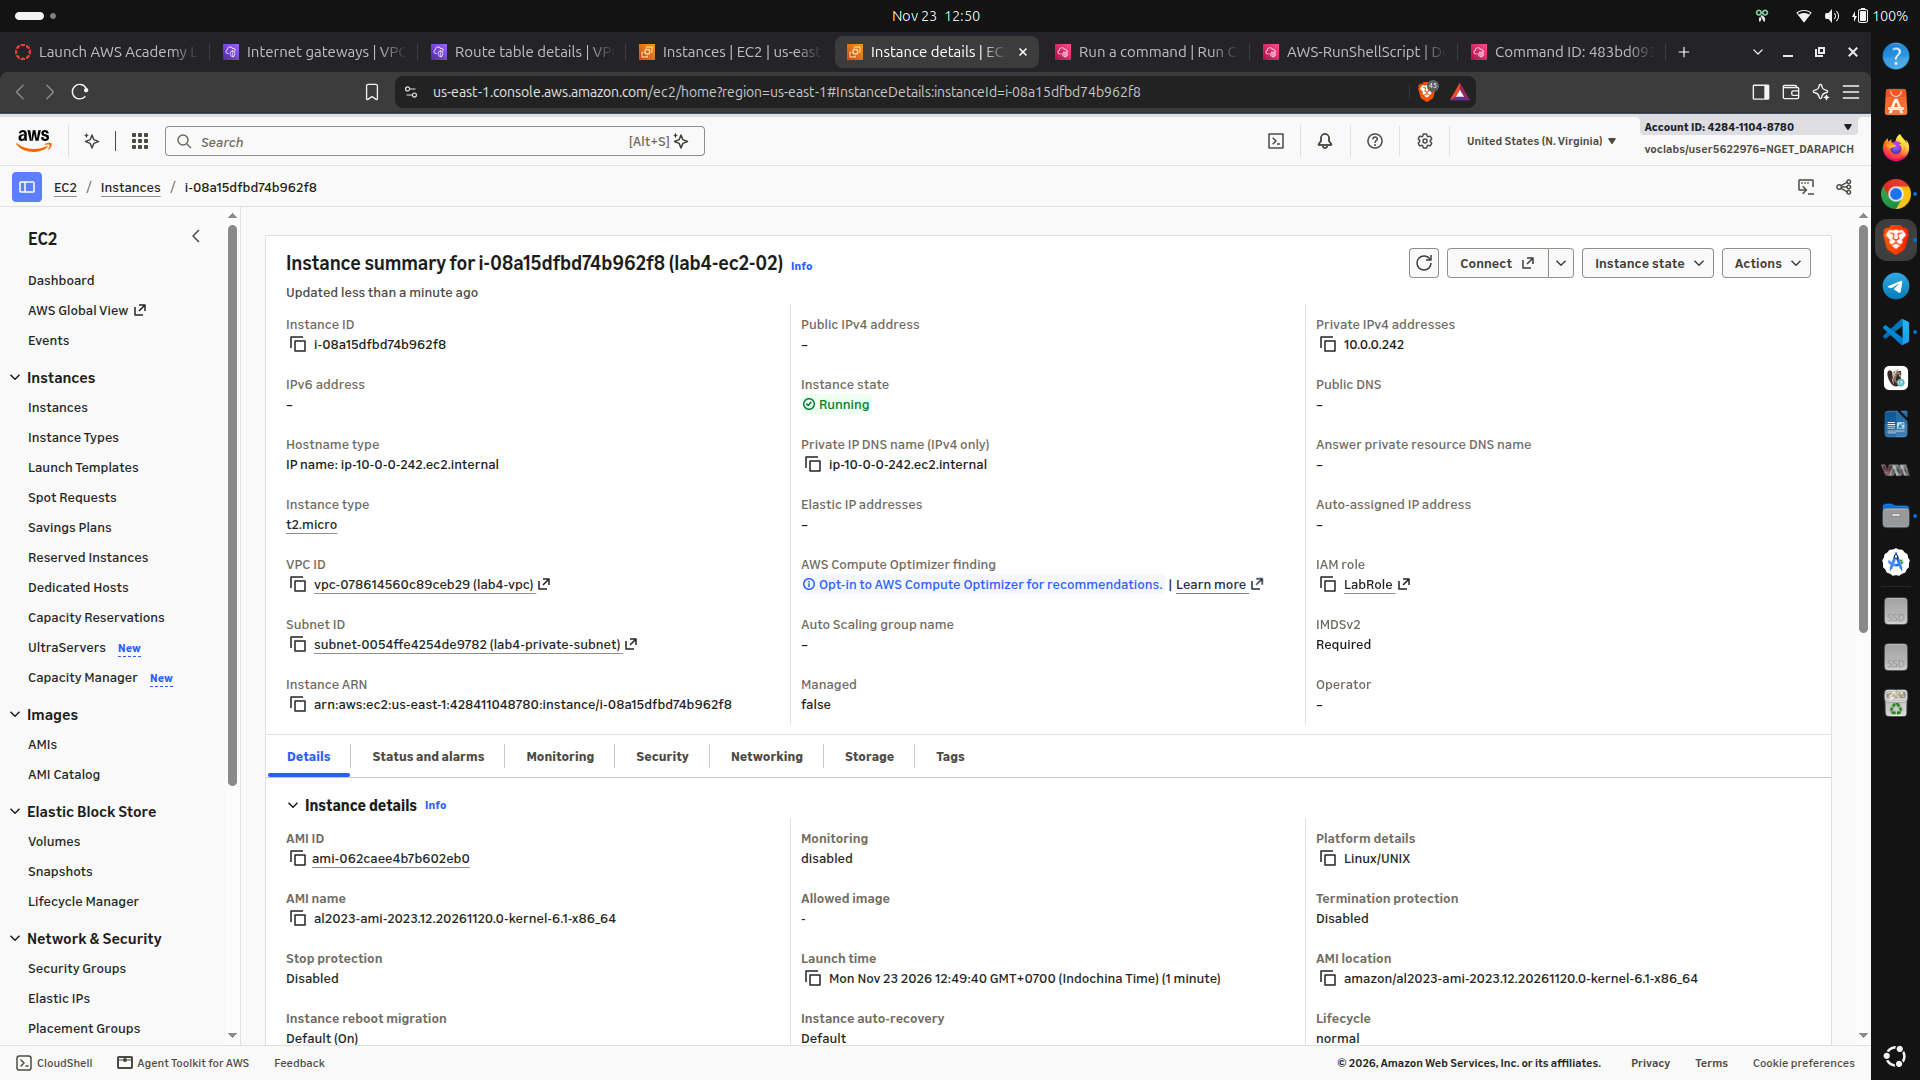 Nov 23 12:50
100%
Launch AWS Academy L
Internet gateways | VPC
Route table details | VP
Instances | EC2 | us-east
Instance details | EC
Run a command | Run C
AWS-RunShellScript | D
Command ID: 483bd093
us-east-1.console.aws.amazon.com/ec2/home?region=us-east-1#InstanceDetails:instanceId=i-08a15dfbd74b962f8
45
aws
Search
[Alt+S]
United States (N. Virginia)
Account ID: 4284-1104-8780
voclabs/user5622976=NGET_DARAPICH
EC2 / Instances / i-08a15dfbd74b962f8
EC2
Dashboard
AWS Global View
Events
Instances
Instances
Instance Types
Launch Templates
Spot Requests
Savings Plans
Reserved Instances
Dedicated Hosts
Capacity Reservations
UltraServers New
Capacity Manager New
Images
AMIs
AMI Catalog
Elastic Block Store
Volumes
Snapshots
Lifecycle Manager
Network & Security
Security Groups
Elastic IPs
Placement Groups
Instance summary for i-08a15dfbd74b962f8 (lab4-ec2-02) Info
Updated less than a minute ago
Connect
Instance state
Actions
Instance ID
i-08a15dfbd74b962f8
Public IPv4 address
–
Private IPv4 addresses
10.0.0.242
IPv6 address
–
Instance state
Running
Public DNS
–
Hostname type
IP name: ip-10-0-0-242.ec2.internal
Private IP DNS name (IPv4 only)
ip-10-0-0-242.ec2.internal
Answer private resource DNS name
–
Instance type
t2.micro
Elastic IP addresses
–
Auto-assigned IP address
–
VPC ID
vpc-078614560c89ceb29 (lab4-vpc)
AWS Compute Optimizer finding
Opt-in to AWS Compute Optimizer for recommendations. | Learn more
IAM role
LabRole
Subnet ID
subnet-0054ffe4254de9782 (lab4-private-subnet)
Auto Scaling group name
–
IMDSv2
Required
Instance ARN
arn:aws:ec2:us-east-1:428411048780:instance/i-08a15dfbd74b962f8
Managed
false
Operator
–
Details
Status and alarms
Monitoring
Security
Networking
Storage
Tags
Instance details Info
AMI ID
ami-062caee4b7b602eb0
Monitoring
disabled
Platform details
Linux/UNIX
AMI name
al2023-ami-2023.12.20261120.0-kernel-6.1-x86_64
Allowed image
-
Termination protection
Disabled
Stop protection
Disabled
Launch time
Mon Nov 23 2026 12:49:40 GMT+0700 (Indochina Time) (1 minute)
AMI location
amazon/al2023-ami-2023.12.20261120.0-kernel-6.1-x86_64
Instance reboot migration
Default (On)
Instance auto-recovery
Default
Lifecycle
normal
CloudShell
Agent Toolkit for AWS
Feedback
© 2026, Amazon Web Services, Inc. or its affiliates.
Privacy
Terms
Cookie preferences
SSD
SSD